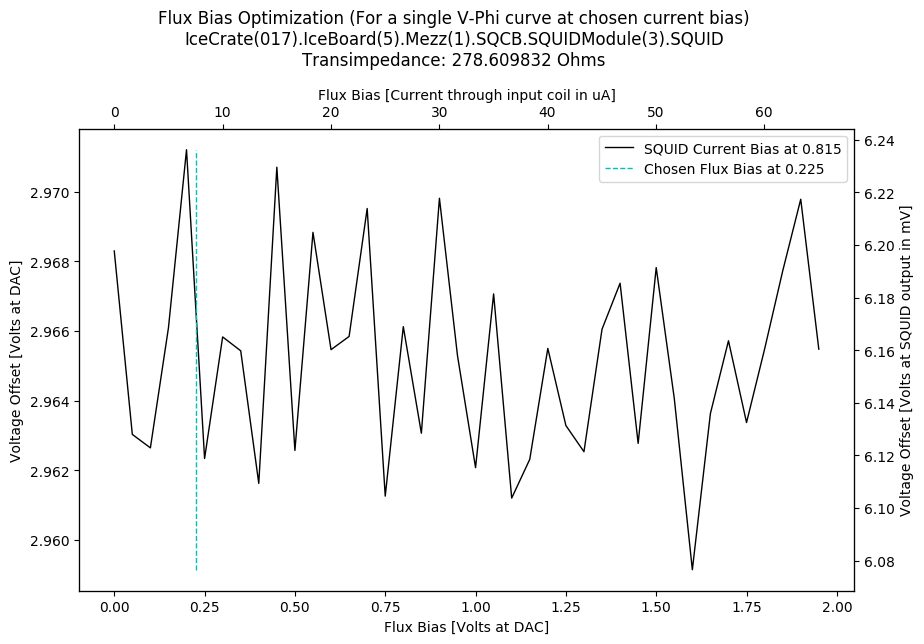 Flux Bias Optimization (For a single V-Phi curve at chosen current bias)
IceCrate(017).IceBoard(5).Mezz(1).SQCB.SQUIDModule(3).SQUID
Transimpedance: 278.609832 Ohms
Flux Bias [Current through input coil in uA]
0 10 20 30 40 50 60
SQUID Current Bias at 0.815
Chosen Flux Bias at 0.225
Voltage Offset [Volts at DAC]
2.970
2.968
2.966
2.964
2.962
2.960
6.24
6.22
6.20
6.18
6.16
6.14
6.12
6.10
6.08
Voltage Offset [Volts at SQUID output in mV]
0.00 0.25 0.50 0.75 1.00 1.25 1.50 1.75 2.00
Flux Bias [Volts at DAC]